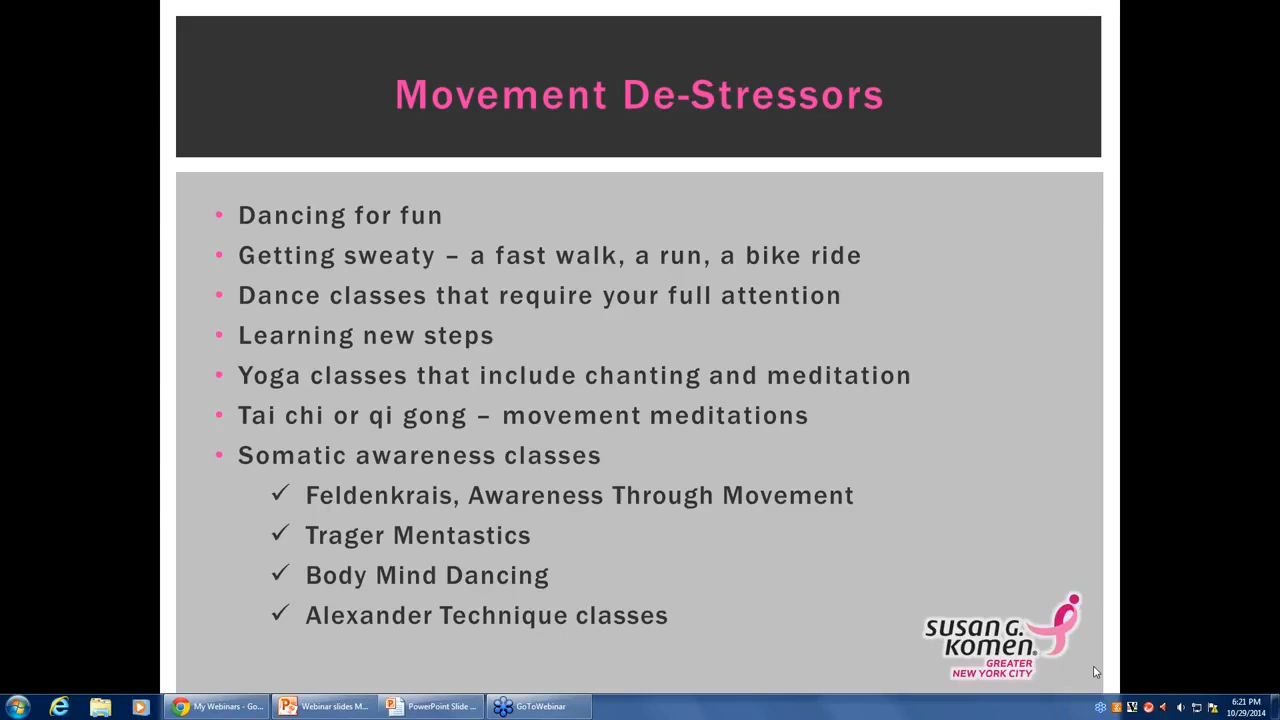 Movement De-Stressors
• Dancing for fun
• Getting sweaty – a fast walk, a run, a bike ride
• Dance classes that require your full attention
• Learning new steps
• Yoga classes that include chanting and meditation
• Tai chi or qi gong – movement meditations
• Somatic awareness classes
✓ Feldenkrais, Awareness Through Movement
✓ Trager Mentastics
✓ Body Mind Dancing
✓ Alexander Technique classes
susan g.
komen®
GREATER
NEW YORK CITY
My Webinars - Go...
Webinar slides M...
PowerPoint Slide ...
GoToWebinar
6:21 PM
10/29/2014